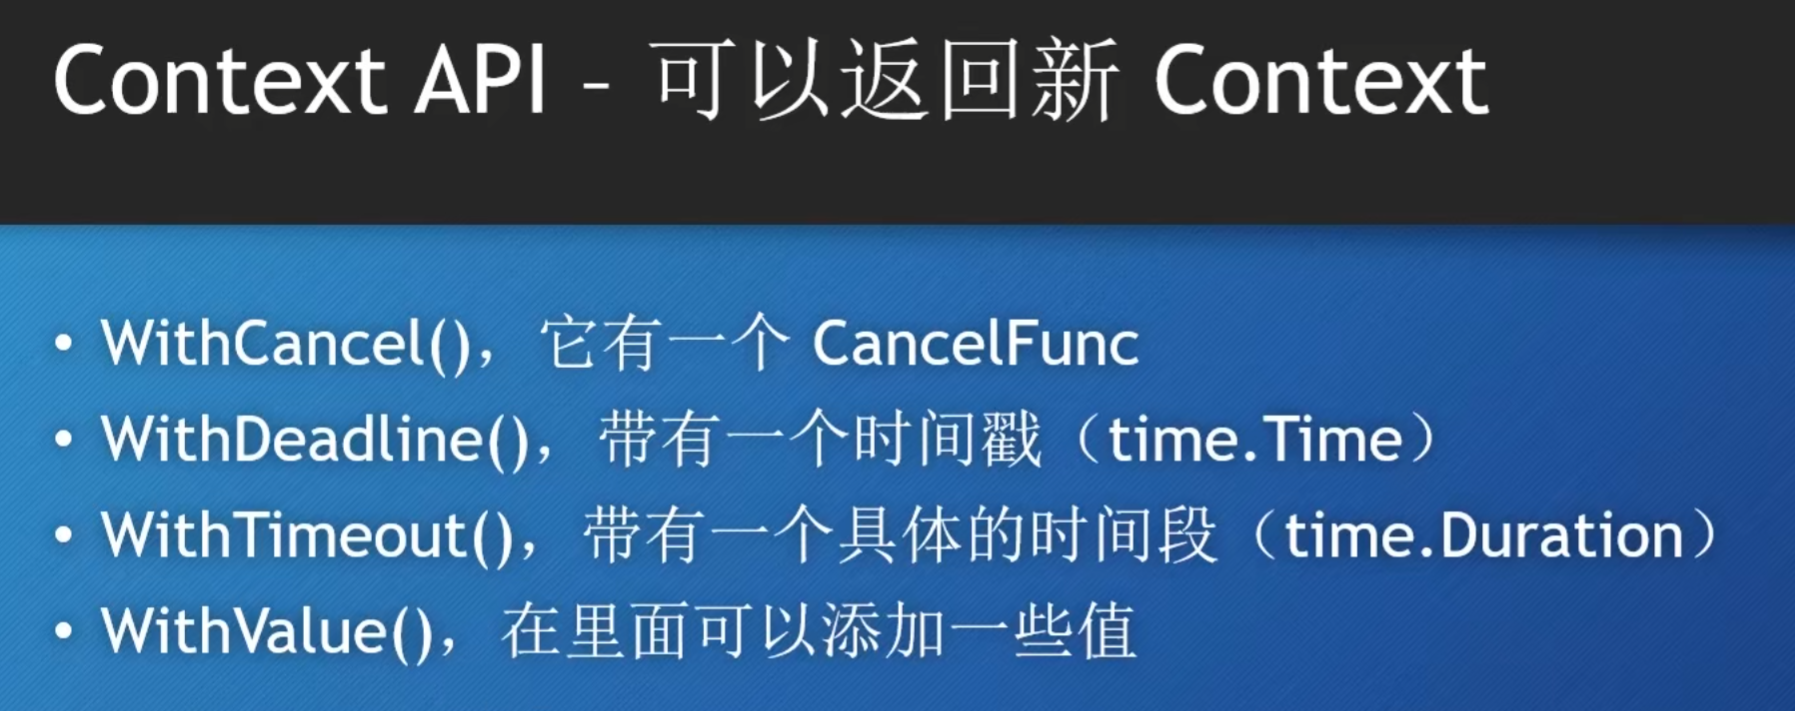 Context API – 可以返回新 Context
• WithCancel()，它有一个 CancelFunc
• WithDeadline()，带有一个时间戳（time.Time）
• WithTimeout()，带有一个具体的时间段（time.Duration）
• WithValue()，在里面可以添加一些值